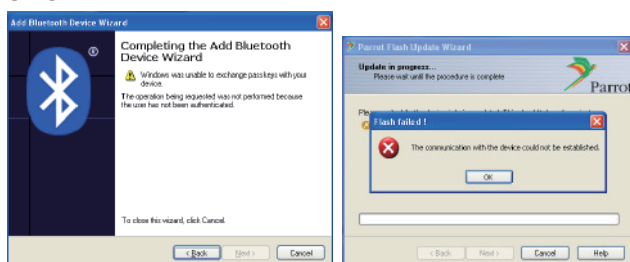 Add Bluetooth Device Wizard
Completing the Add Bluetooth
Device Wizard
Windows was unable to exchange passkeys with your
device.
The operation being requested was not performed because
the user has not been authenticated.
To close this wizard, click Cancel.
< Back Next > Cancel
Parrot Flash Update Wizard
Update in progress...
Please wait until the procedure is complete
Parrot
Flash failed !
The communication with the device could not be established.
OK
< Back Next > Cancel Help